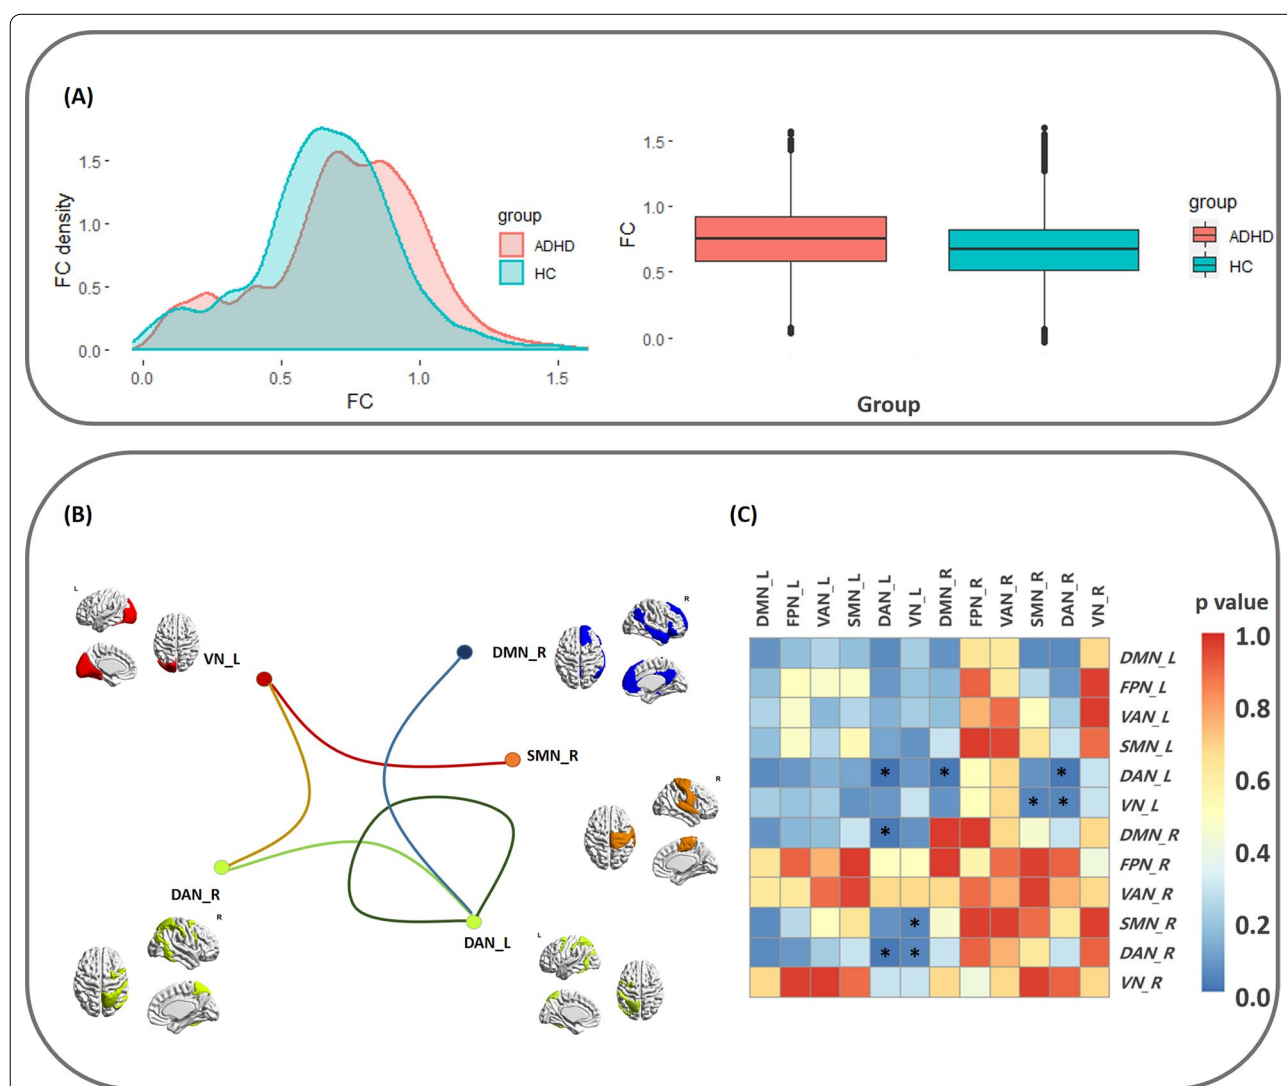 (A)
FC density
1.5
1.0
0.5
0.0
0.0 0.5 1.0 1.5
FC
group
ADHD
HC
FC
1.5
1.0
0.5
0.0
Group
group
ADHD
HC
(B)
L
VN_L
DMN_R
R
SMN_R
R
DAN_R
R
DAN_L
L
(C)
DMN_L FPN_L VAN_L SMN_L DAN_L VN_L DMN_R FPN_R VAN_R SMN_R DAN_R VN_R
DMN_L
FPN_L
VAN_L
SMN_L
* * * DAN_L
* * VN_L
* DMN_R
FPN_R
VAN_R
* SMN_R
* * DAN_R
VN_R
p value
1.0
0.8
0.6
0.4
0.2
0.0